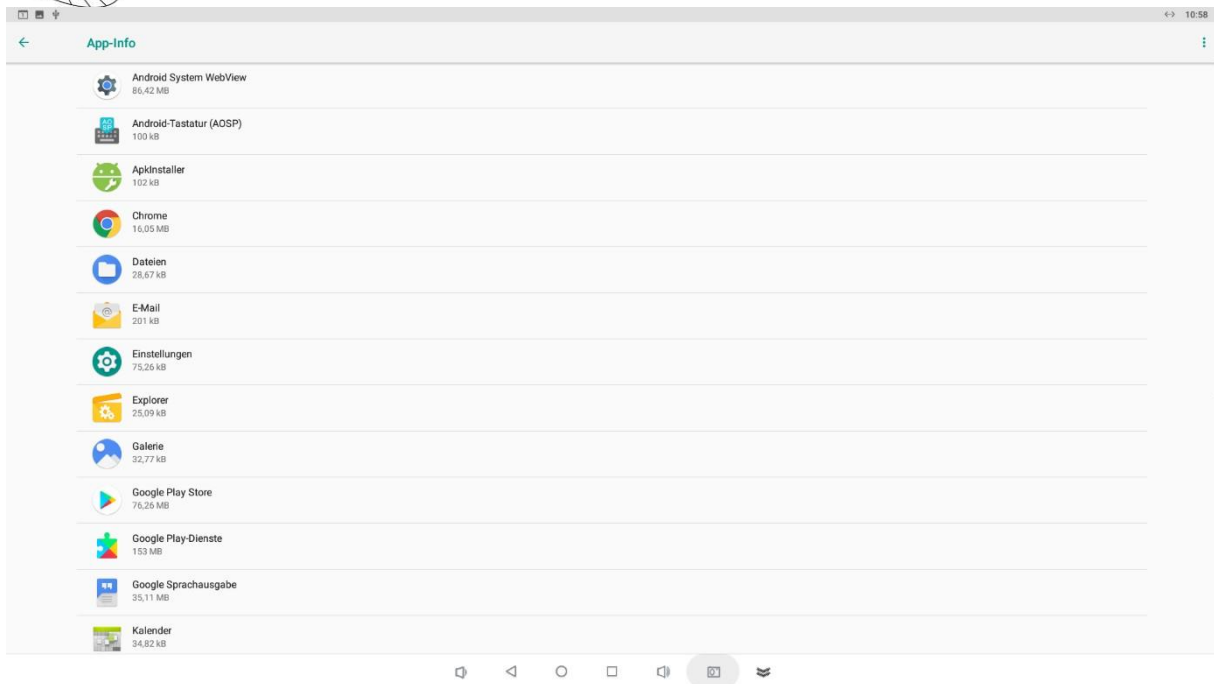 10:58
App-Info
Android System WebView
86,42 MB
Android-Tastatur (AOSP)
100 kB
ApkInstaller
102 kB
Chrome
16,05 MB
Dateien
28,67 kB
E-Mail
201 kB
Einstellungen
75,26 kB
Explorer
25,09 kB
Galerie
32,77 kB
Google Play Store
76,26 MB
Google Play-Dienste
153 MB
Google Sprachausgabe
35,11 MB
Kalender
34,82 kB